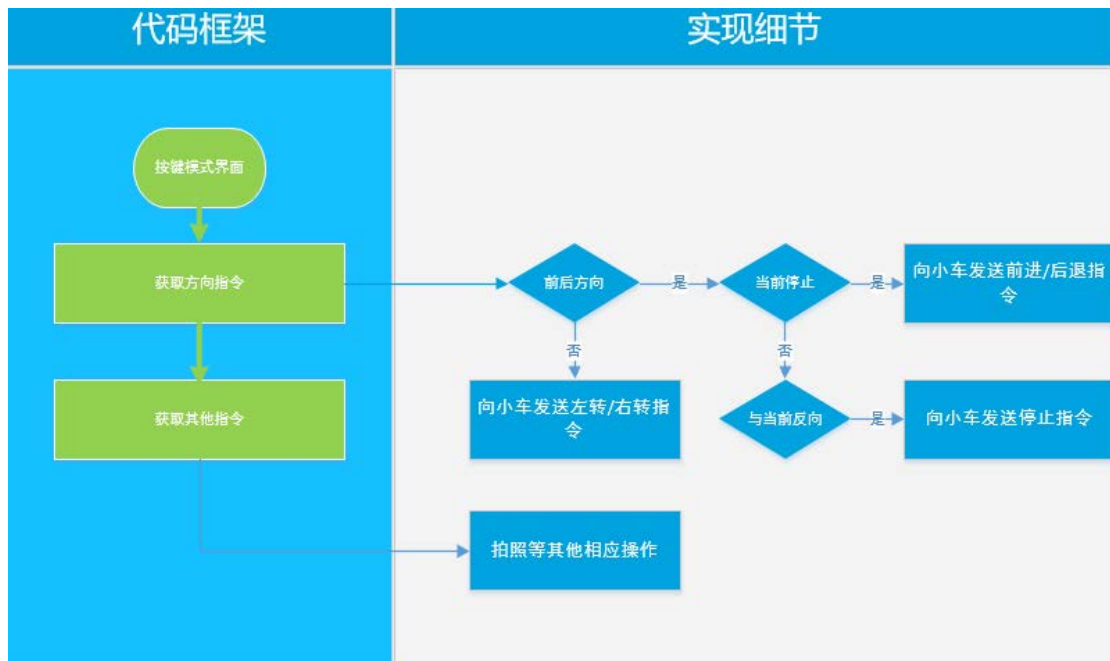 代码框架
实现细节
按键模式界面
获取方向指令
前后方向
是
当前停止
是
向小车发送前进/后退指
令
否
否
获取其他指令
向小车发送左转/右转指
令
与当前反向
是
向小车发送停止指令
拍照等其他相应操作